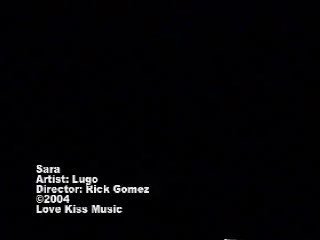 Sara
Artist: Lugo
Director: Rick Gomez
©2004
Love Kiss Music